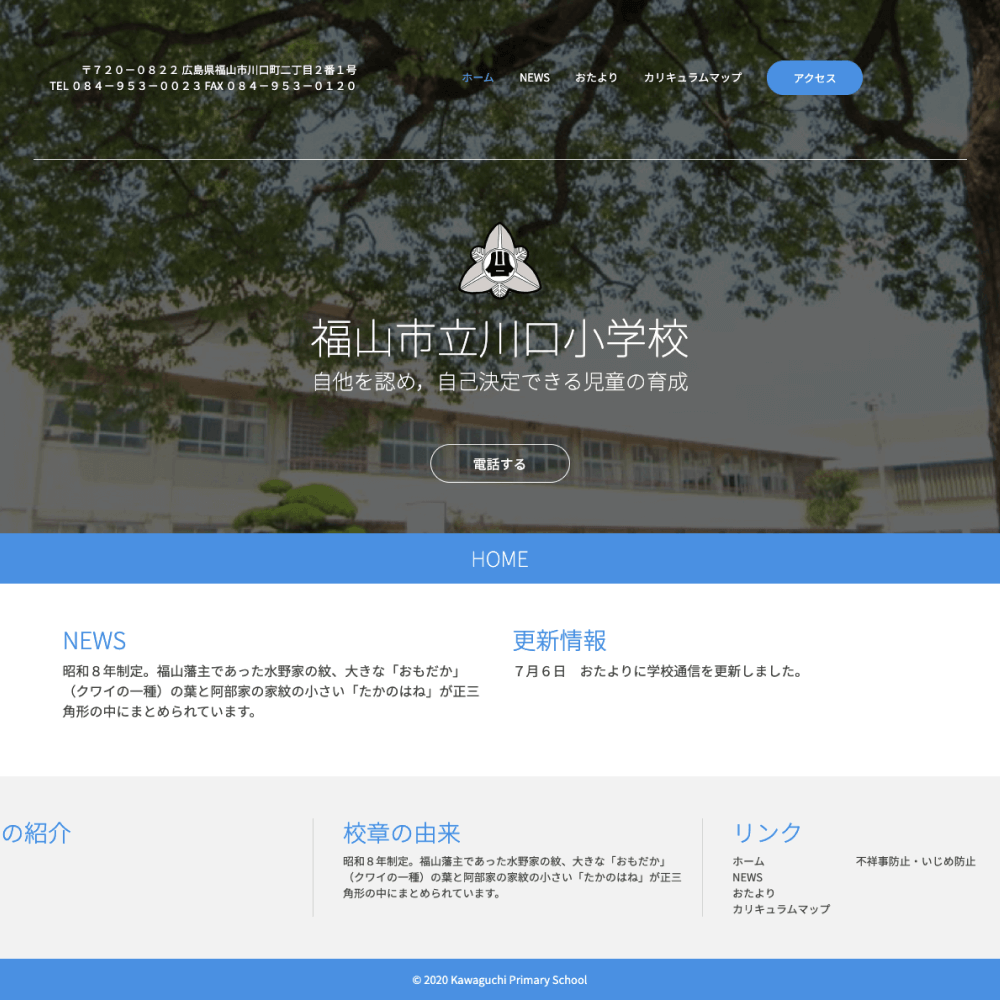 〒７２０－０８２２ 広島県福山市川口町二丁目２番１号
TEL ０８４－９５３－００２３ FAX ０８４－９５３－０１２０
ホーム
NEWS
おたより
カリキュラムマップ
アクセス
福山市立川口小学校
自他を認め，自己決定できる児童の育成
電話する
HOME
NEWS
昭和８年制定。福山藩主であった水野家の紋、大きな「おもだか」
（クワイの一種）の葉と阿部家の家紋の小さい「たかのはね」が正三
角形の中にまとめられています。
更新情報
７月６日　おたよりに学校通信を更新しました。
の紹介
校章の由来
昭和８年制定。福山藩主であった水野家の紋、大きな「おもだか」
（クワイの一種）の葉と阿部家の家紋の小さい「たかのはね」が正三
角形の中にまとめられています。
リンク
ホーム
NEWS
おたより
カリキュラムマップ
不祥事防止・いじめ防止
© 2020 Kawaguchi Primary School